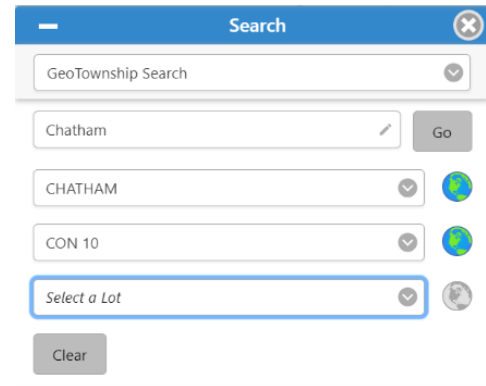 Search
GeoTownship Search
Chatham
Go
CHATHAM
CON 10
Select a Lot
Clear